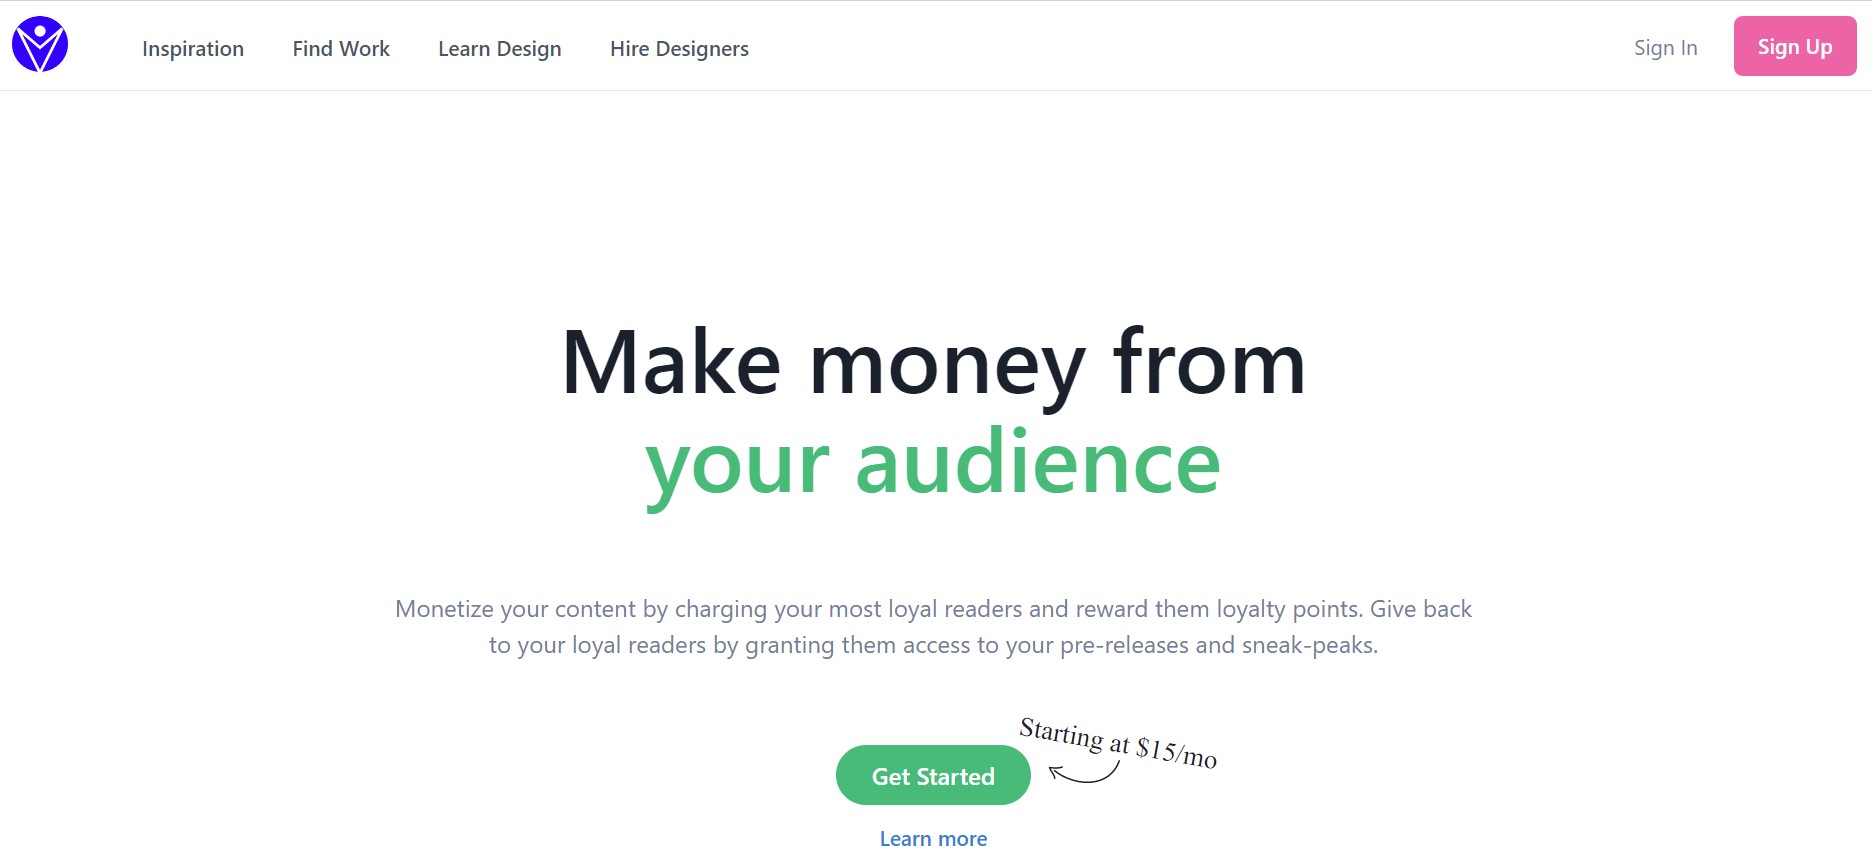 Inspiration Find Work Learn Design Hire Designers Sign In Sign Up
Make money from
your audience
Monetize your content by charging your most loyal readers and reward them loyalty points. Give back
to your loyal readers by granting them access to your pre-releases and sneak-peaks.
Starting at $15/mo
Get Started
Learn more